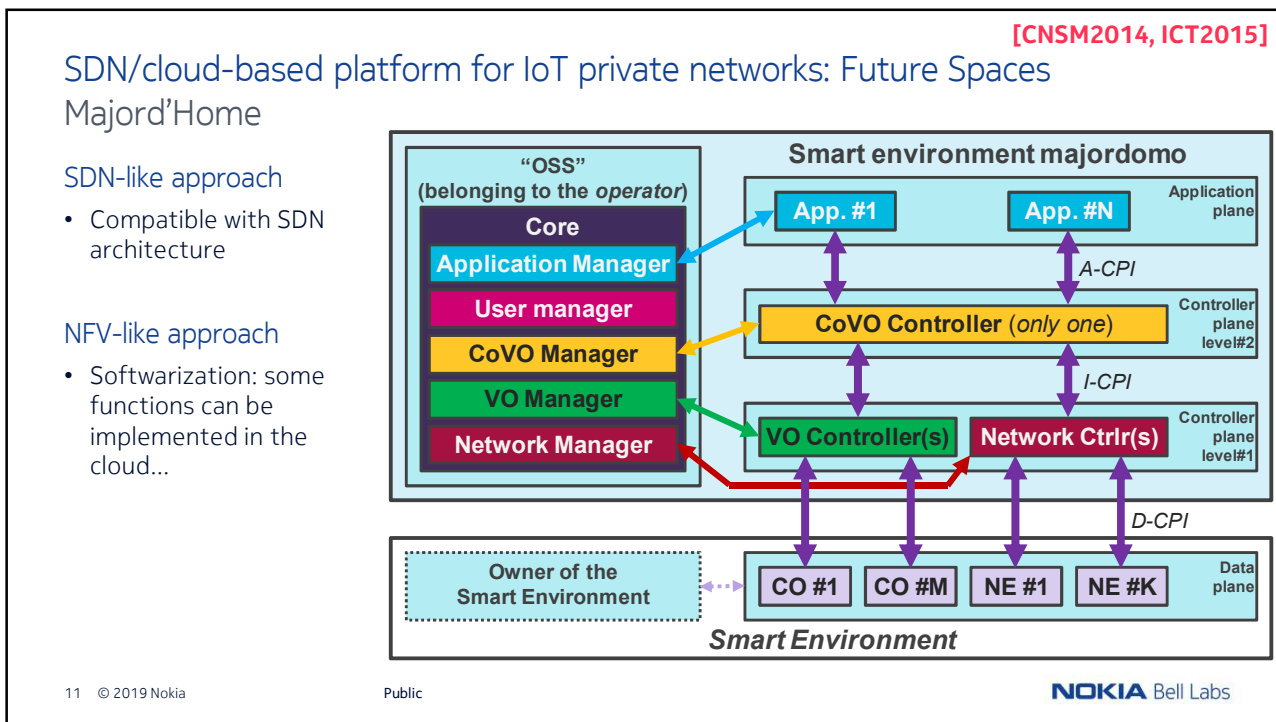 [CNSM2014, ICT2015]
SDN/cloud-based platform for IoT private networks: Future Spaces
Majord'Home
SDN-like approach
• Compatible with SDN
architecture
NFV-like approach
• Softwarization: some
functions can be
implemented in the
cloud...
"OSS"
(belonging to the operator)
Core
Application Manager
User manager
CoVO Manager
VO Manager
Network Manager
Smart environment majordomo
Application
plane
App. #1
App. #N
A-CPI
CoVO Controller (only one)
Controller
plane
level#2
I-CPI
VO Controller(s)
Network Ctrlr(s)
Controller
plane
level#1
D-CPI
Owner of the
Smart Environment
CO #1
CO #M
NE #1
NE #K
Data
plane
Smart Environment
11 © 2019 Nokia
Public
NOKIA Bell Labs